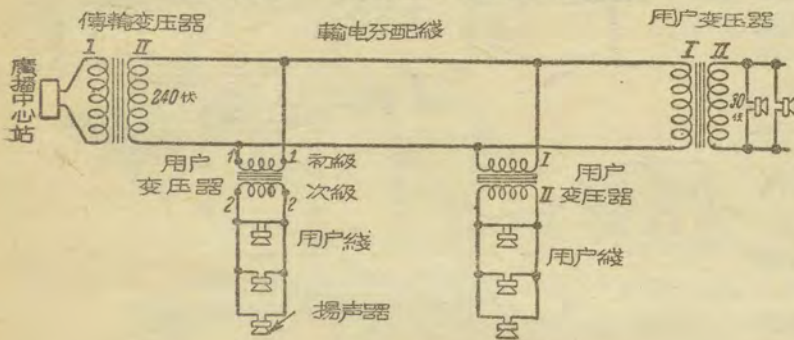 傳輸变压器
輸电分配綫
用户变压器
I II
I II
廣播中心站
240伏
30伏
1 1
初級
用户
变压器
2 2
次級
I
II
用户
变压器
用户綫
用户綫
揚声器